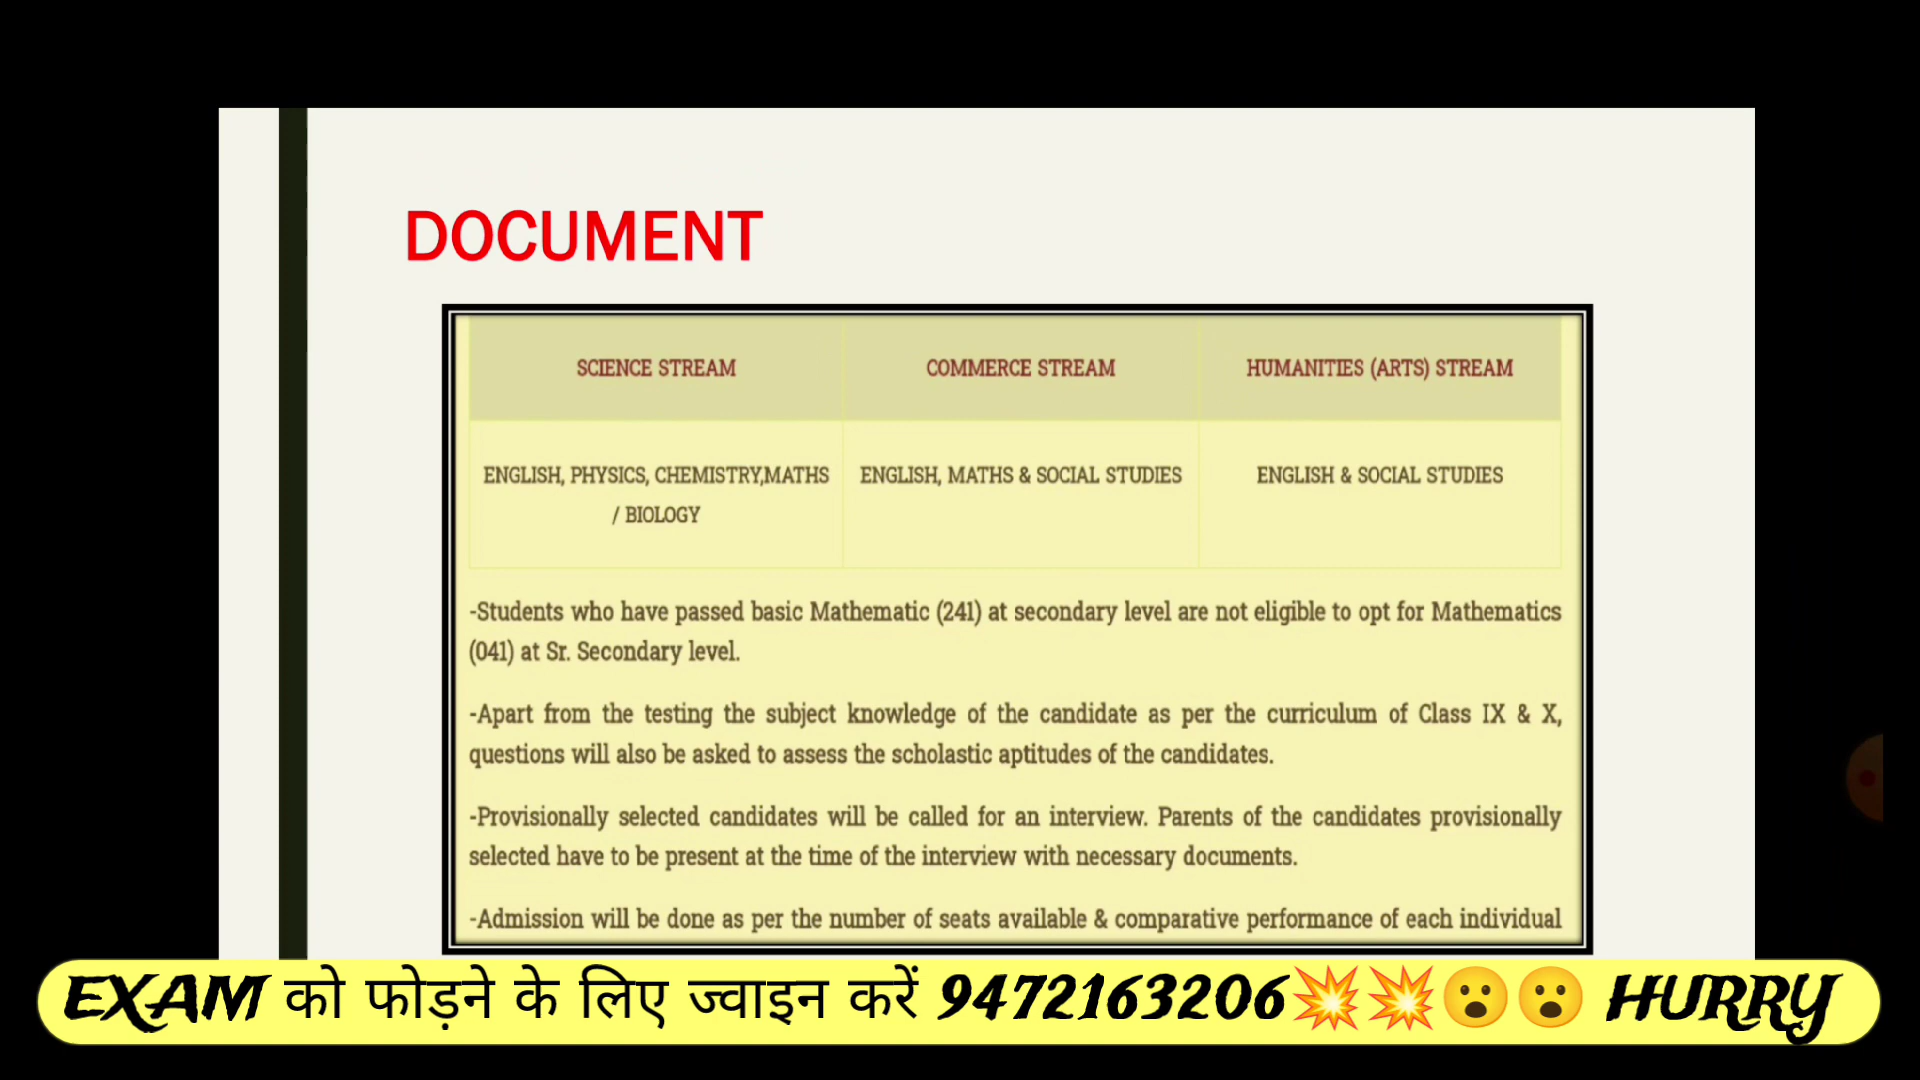 DOCUMENT
SCIENCE STREAM COMMERCE STREAM HUMANITIES (ARTS) STREAM
ENGLISH, PHYSICS, CHEMISTRY,MATHS ENGLISH, MATHS & SOCIAL STUDIES ENGLISH & SOCIAL STUDIES
/ BIOLOGY
-Students who have passed basic Mathematic (241) at secondary level are not eligible to opt for Mathematics
(041) at Sr. Secondary level.
-Apart from the testing the subject knowledge of the candidate as per the curriculum of Class IX & X,
questions will also be asked to assess the scholastic aptitudes of the candidates.
-Provisionally selected candidates will be called for an interview. Parents of the candidates provisionally
selected have to be present at the time of the interview with necessary documents.
-Admission will be done as per the number of seats available & comparative performance of each individual
EXAM को फोड़ने के लिए ज्वाइन करें 9472163206💥💥😮😮 HURRY